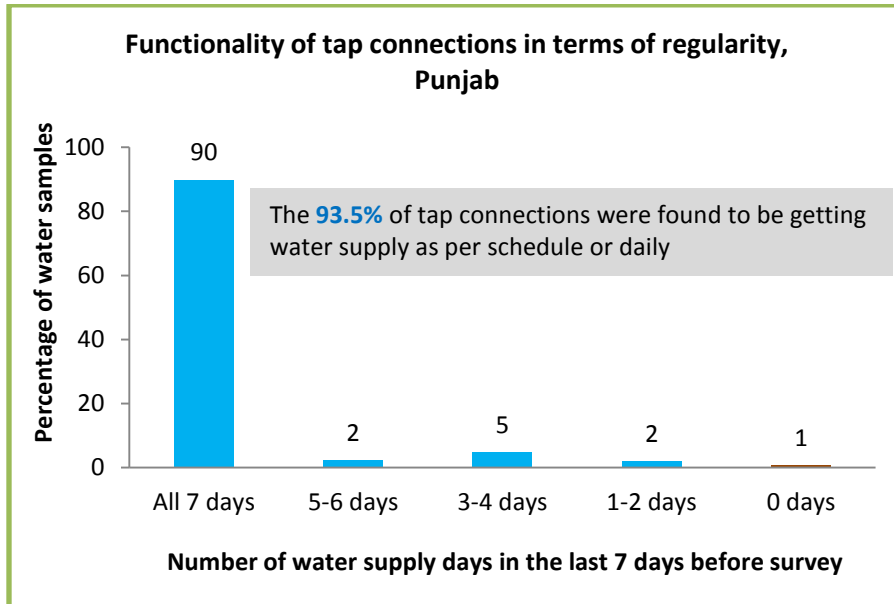 Functionality of tap connections in terms of regularity,
Punjab
Percentage of water samples
100
80
60
40
20
0
90
2
5
2
1
The 93.5% of tap connections were found to be getting
water supply as per schedule or daily
All 7 days
5-6 days
3-4 days
1-2 days
0 days
Number of water supply days in the last 7 days before survey